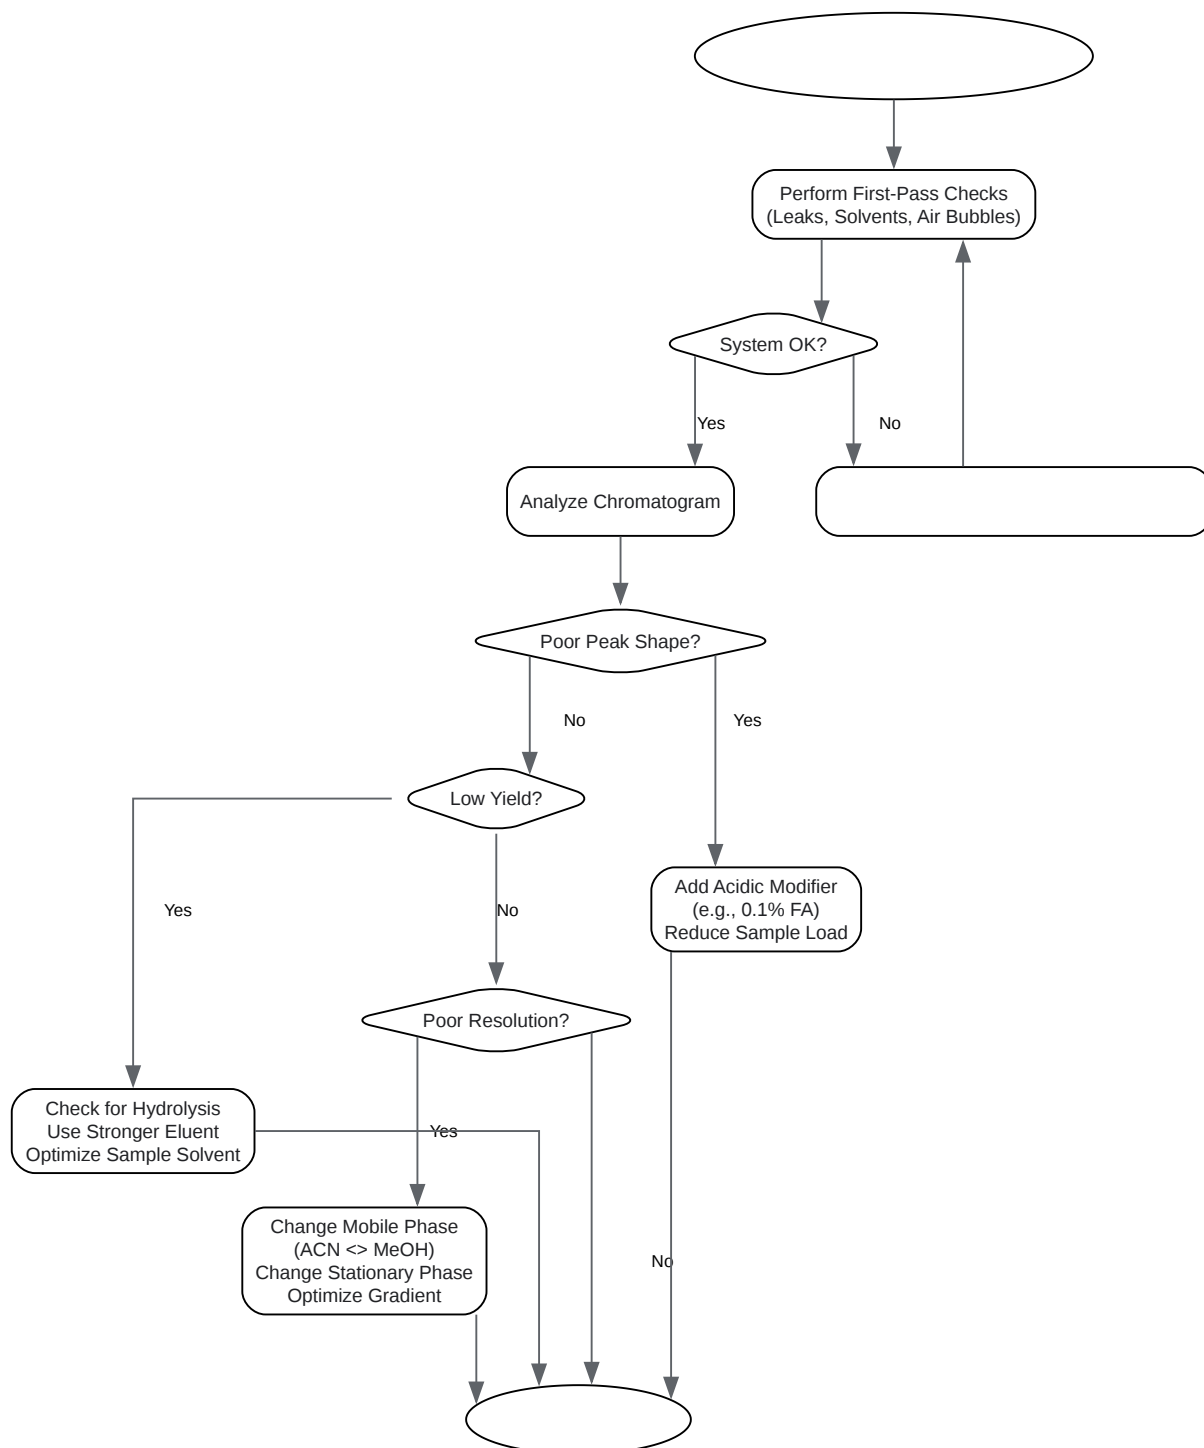 Perform First-Pass Checks
(Leaks, Solvents, Air Bubbles)
System OK?
Yes
No
Analyze Chromatogram
Poor Peak Shape?
No
Yes
Low Yield?
Add Acidic Modifier
(e.g., 0.1% FA)
Reduce Sample Load
Yes
No
Poor Resolution?
Check for Hydrolysis
Use Stronger Eluent
Optimize Sample Solvent
Yes
Change Mobile Phase
(ACN <> MeOH)
Change Stationary Phase
Optimize Gradient
No